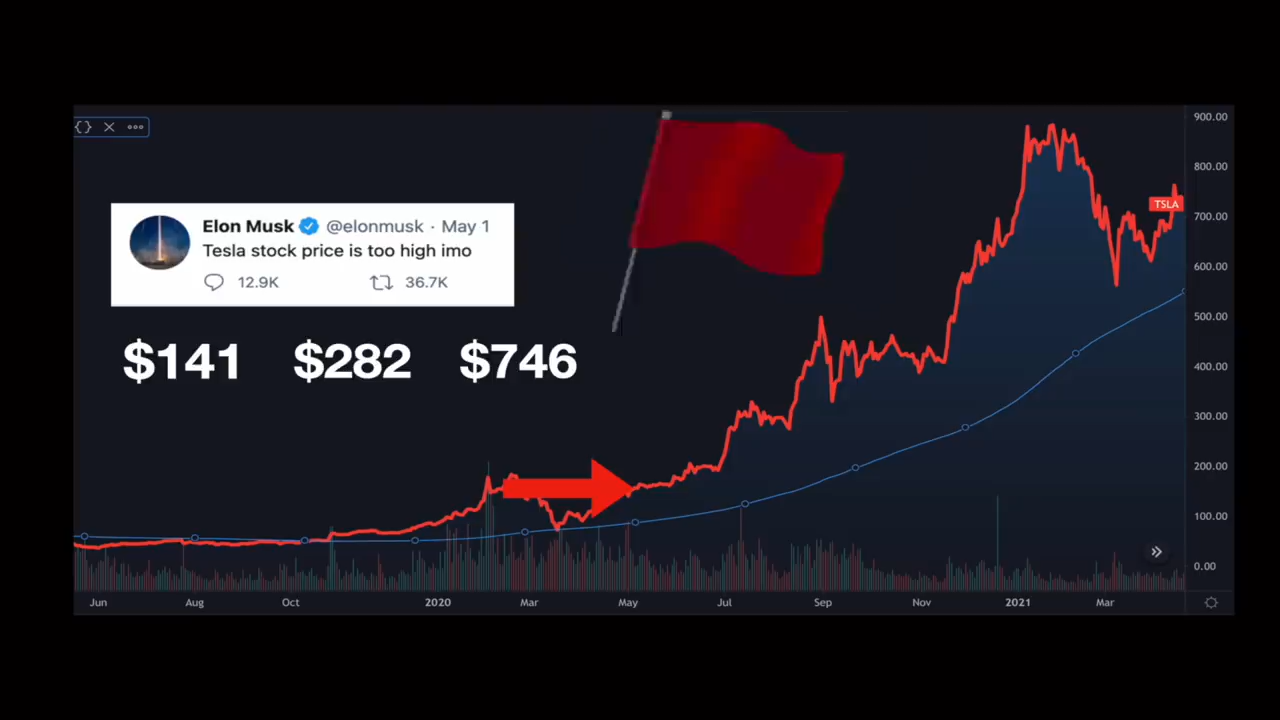 Elon Musk @elonmusk · May 1
Tesla stock price is too high imo
12.9K 36.7K
$141 $282 $746
900.00
800.00
TSLA
700.00
600.00
500.00
400.00
300.00
200.00
100.00
0.00
Jun Aug Oct 2020 Mar May Jul Sep Nov 2021 Mar